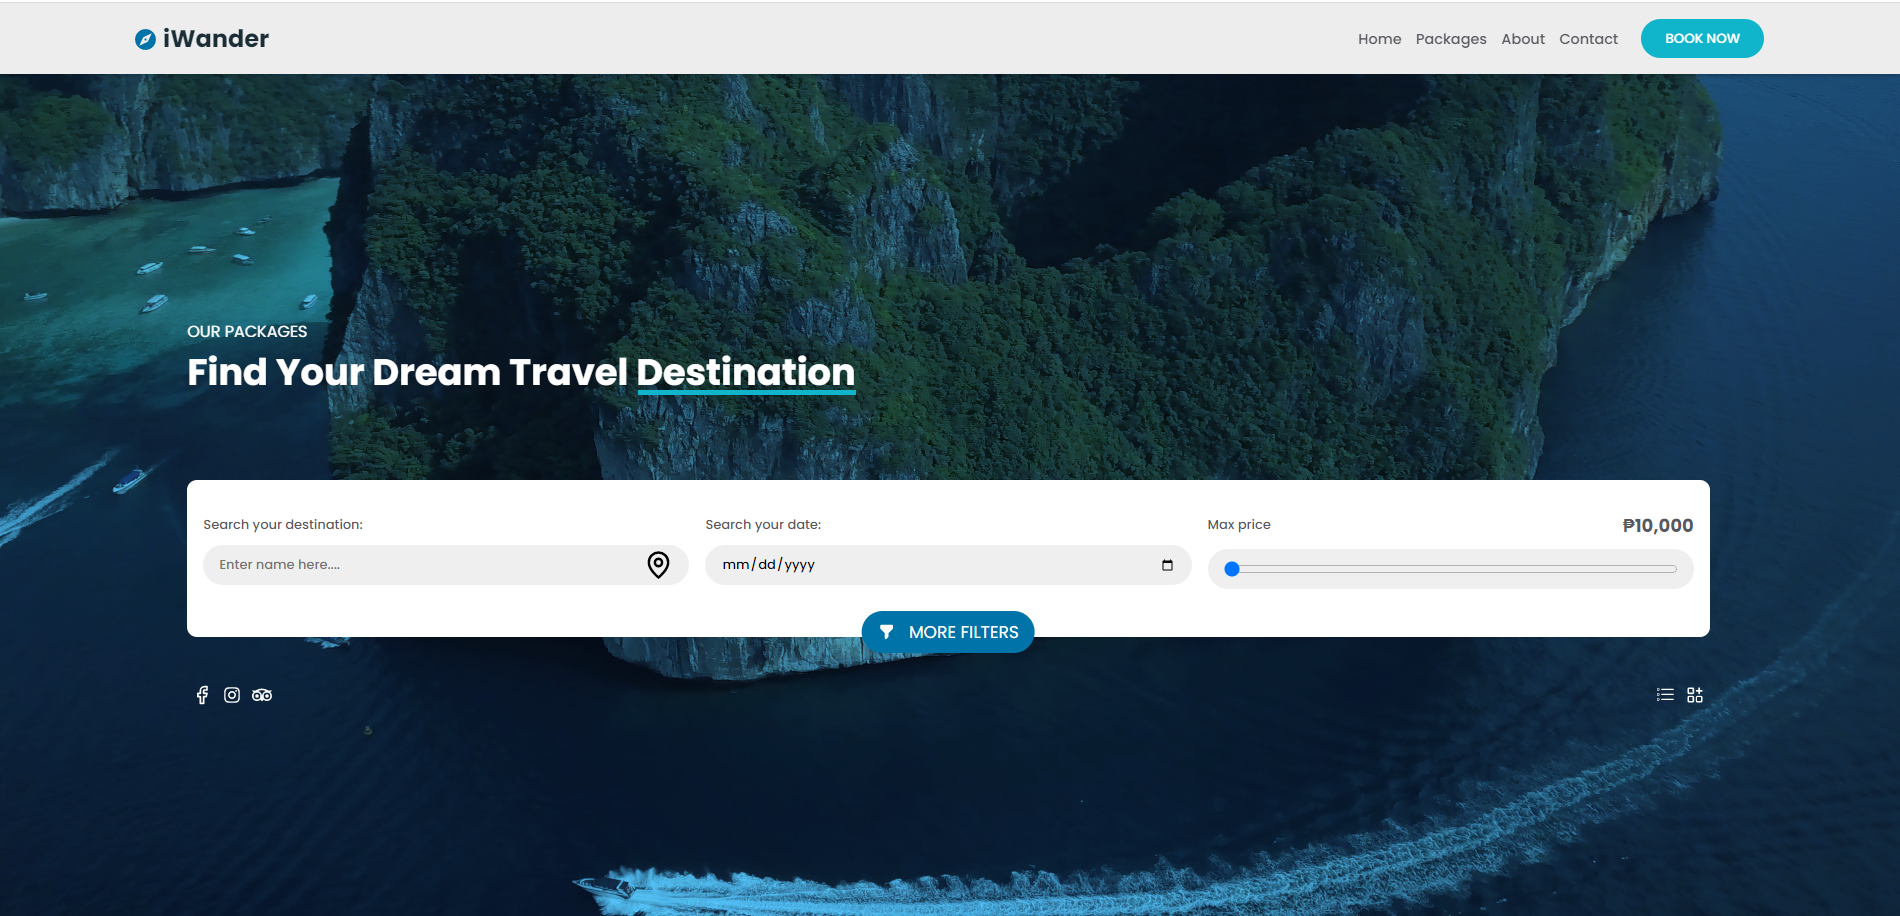 iWander
Home Packages About Contact BOOK NOW
OUR PACKAGES
Find Your Dream Travel Destination
Search your destination:
Enter name here....
Search your date:
mm/dd/yyyy
Max price ₱10,000
MORE FILTERS